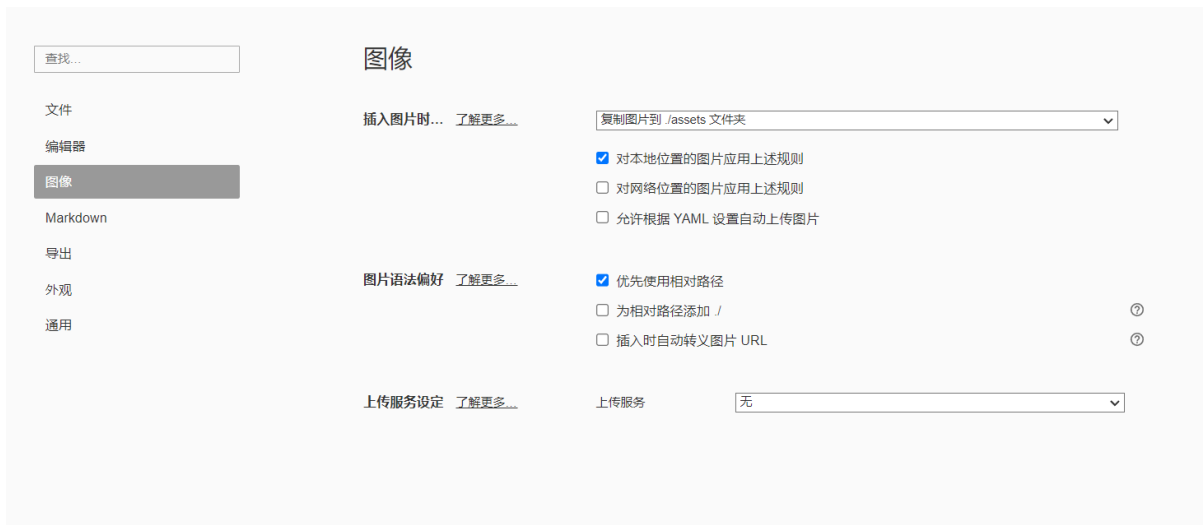 查找...
文件
编辑器
图像
Markdown
导出
外观
通用
图像
插入图片时... 了解更多... 复制图片到 ./assets 文件夹
对本地位置的图片应用上述规则
对网络位置的图片应用上述规则
允许根据 YAML 设置自动上传图片
图片语法偏好 了解更多... 优先使用相对路径
为相对路径添加 ./
插入时自动转义图片 URL
上传服务设定 了解更多... 上传服务 无